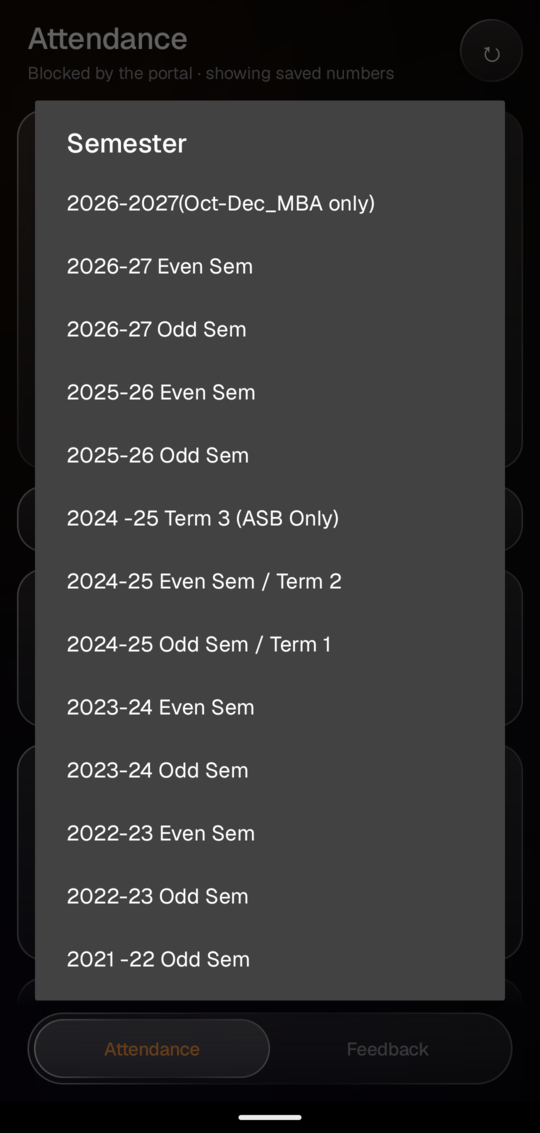 Attendance
Blocked by the portal · showing saved numbers
Semester
2026-2027(Oct-Dec_MBA only)
2026-27 Even Sem
2026-27 Odd Sem
2025-26 Even Sem
2025-26 Odd Sem
2024 -25 Term 3 (ASB Only)
2024-25 Even Sem / Term 2
2024-25 Odd Sem / Term 1
2023-24 Even Sem
2023-24 Odd Sem
2022-23 Even Sem
2022-23 Odd Sem
2021 -22 Odd Sem
Attendance
Feedback